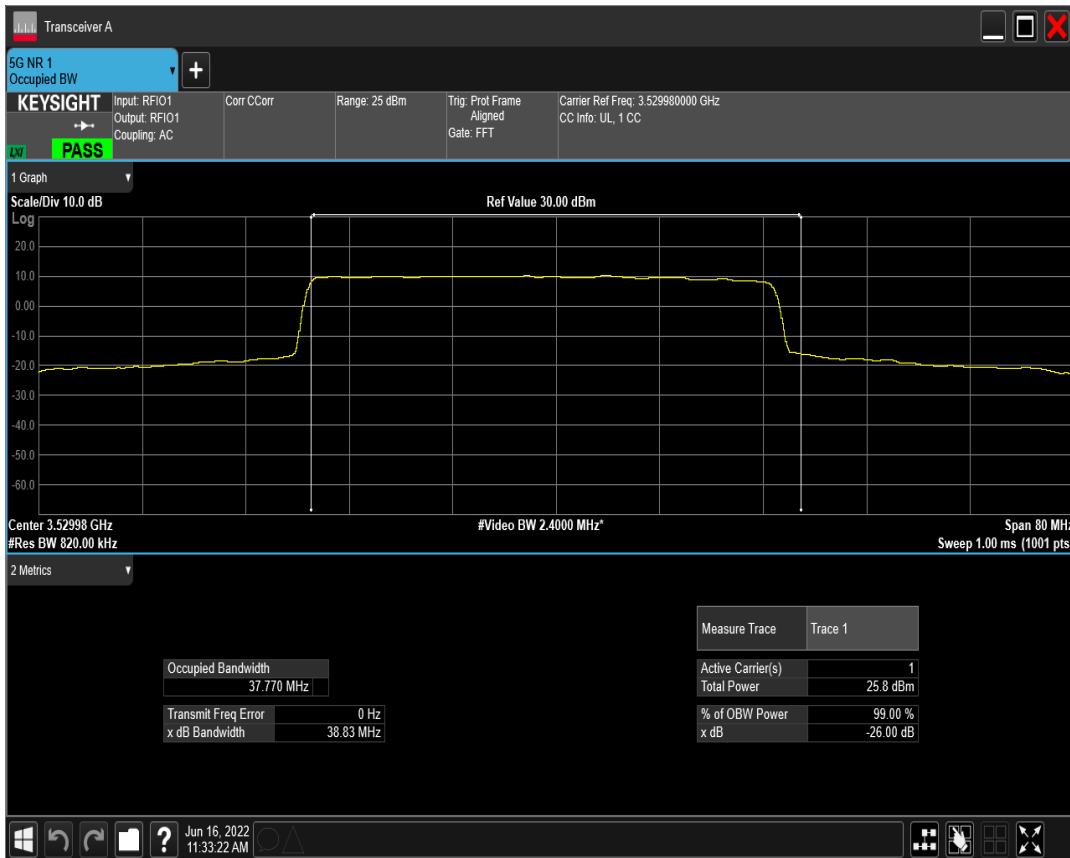 Transceiver A
5G NR 1
Occupied BW
+
KEYSIGHT
LXI
PASS
Input: RFIO1
Output: RFIO1
Coupling: AC
Corr CCorr
Range: 25 dBm
Trig: Prot Frame
Aligned
Gate: FFT
Carrier Ref Freq: 3.529980000 GHz
CC Info: UL, 1 CC
1 Graph
Scale/Div 10.0 dB
Ref Value 30.00 dBm
Log
20.0
10.0
0.00
-10.0
-20.0
-30.0
-40.0
-50.0
-60.0
Center 3.52998 GHz
#Video BW 2.4000 MHz*
Span 80 MHz
#Res BW 820.00 kHz
Sweep 1.00 ms (1001 pts
2 Metrics
Measure Trace Trace 1
Occupied Bandwidth
37.770 MHz
Active Carrier(s) 1
Total Power 25.8 dBm
Transmit Freq Error 0 Hz
x dB Bandwidth 38.83 MHz
% of OBW Power 99.00 %
x dB -26.00 dB
?
Jun 16, 2022
11:33:22 AM